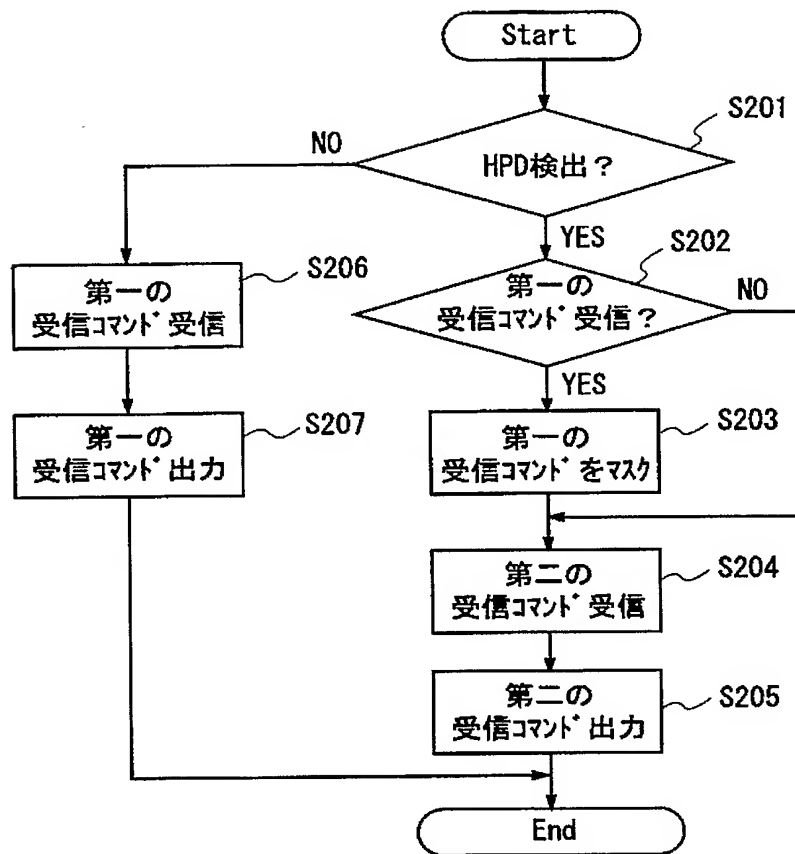 Start
S201
NO
HPD検出？
YES
S202
S206
第一の
受信ｺﾏﾝﾄﾞ受信
第一の
受信ｺﾏﾝﾄﾞ受信？
NO
YES
S207
第一の
受信ｺﾏﾝﾄﾞ出力
S203
第一の
受信ｺﾏﾝﾄﾞをﾏｽｸ
S204
第二の
受信ｺﾏﾝﾄﾞ受信
S205
第二の
受信ｺﾏﾝﾄﾞ出力
End